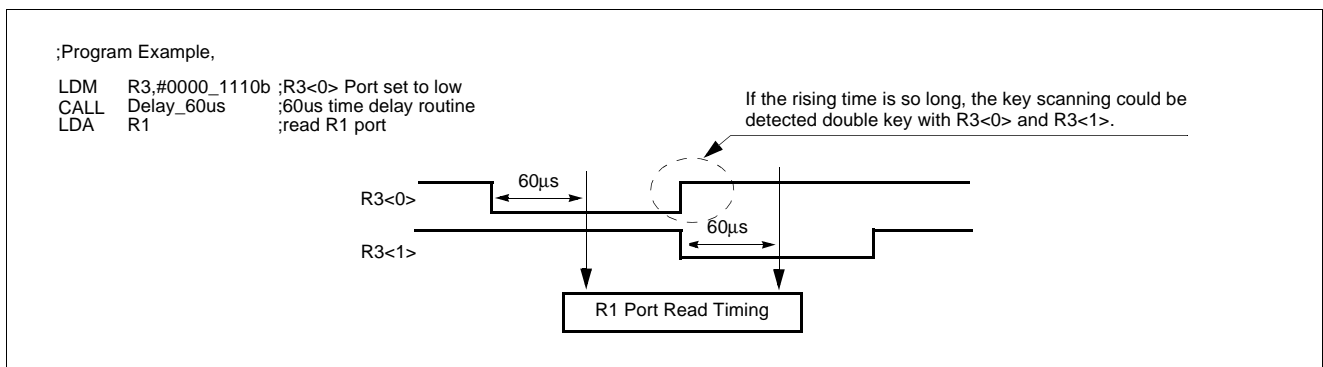 ;Program Example,
LDM R3,#0000_1110b ;R3<0> Port set to low
CALL Delay_60us ;60us time delay routine
LDA R1 ;read R1 port
If the rising time is so long, the key scanning could be
detected double key with R3<0> and R3<1>.
60μs
R3<0>
60μs
R3<1>
R1 Port Read Timing